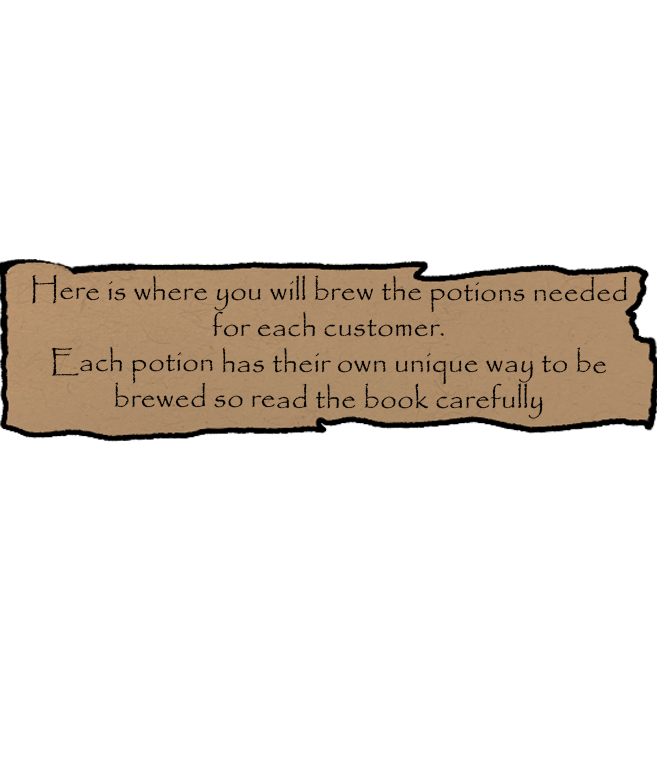 Here is where you will brew the potions needed
for each customer.
Each potion has their own unique way to be
brewed so read the book carefully